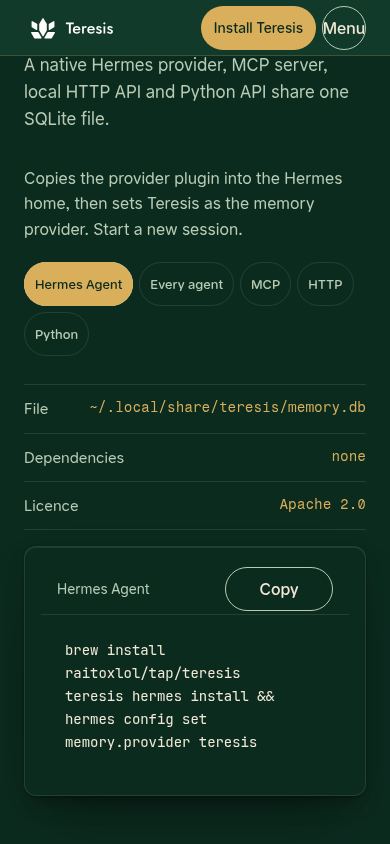 Teresis
Install Teresis
Menu
A native Hermes provider, MCP server,
local HTTP API and Python API share one
SQLite file.
Copies the provider plugin into the Hermes
home, then sets Teresis as the memory
provider. Start a new session.
Hermes Agent
Every agent
MCP
HTTP
Python
File
~/.local/share/teresis/memory.db
Dependencies
none
Licence
Apache 2.0
Hermes Agent
Copy
brew install
raitoxlol/tap/teresis
teresis hermes install &&
hermes config set
memory.provider teresis